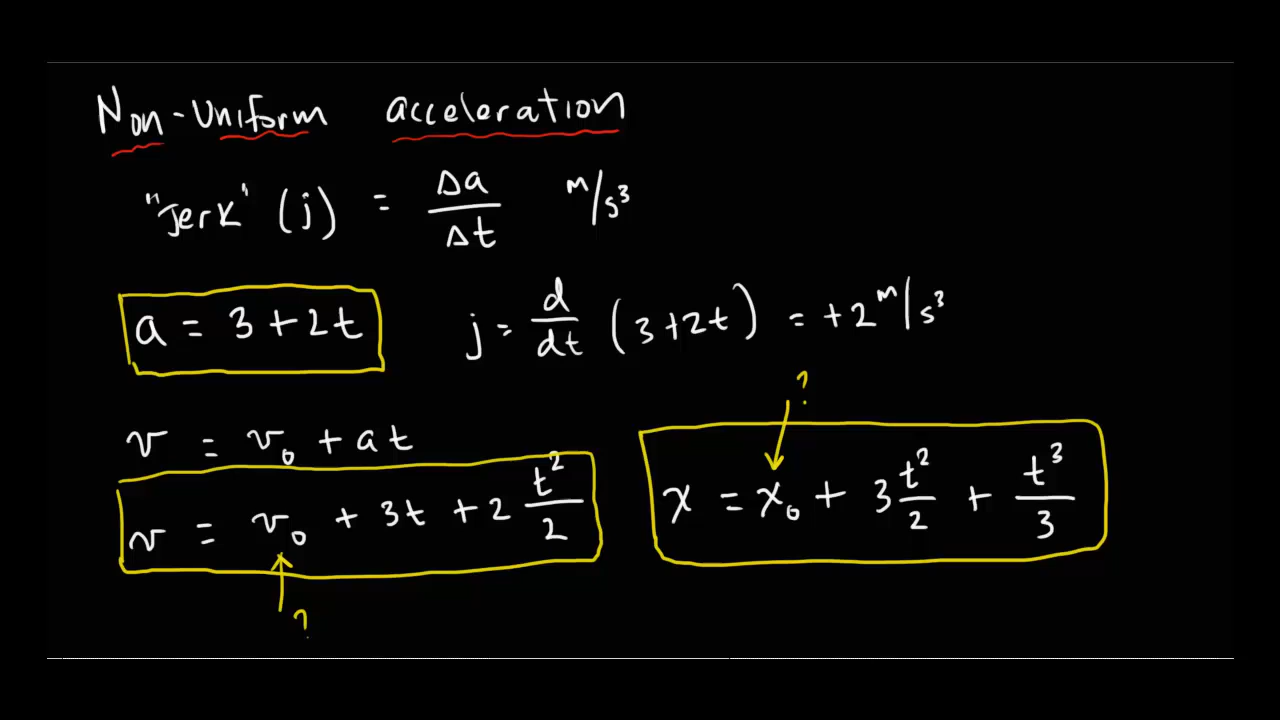 Non-Uniform acceleration
"Jerk" (j) = Δa/Δt m/s³
a = 3 + 2t j = d/dt (3 + 2t) = +2 m/s³
?
v = v₀ + at
v = v₀ + 3t + 2 t²/2 x = x₀ + 3 t²/2 + t³/3
?